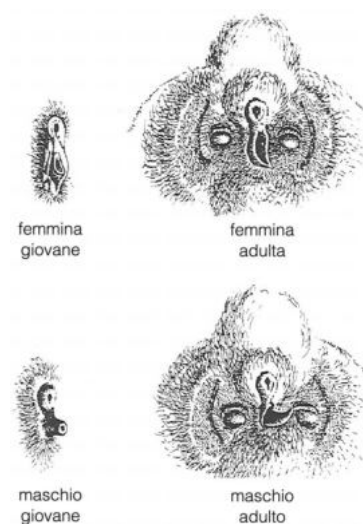 femmina
giovane
femmina
adulta
maschio
giovane
maschio
adulto